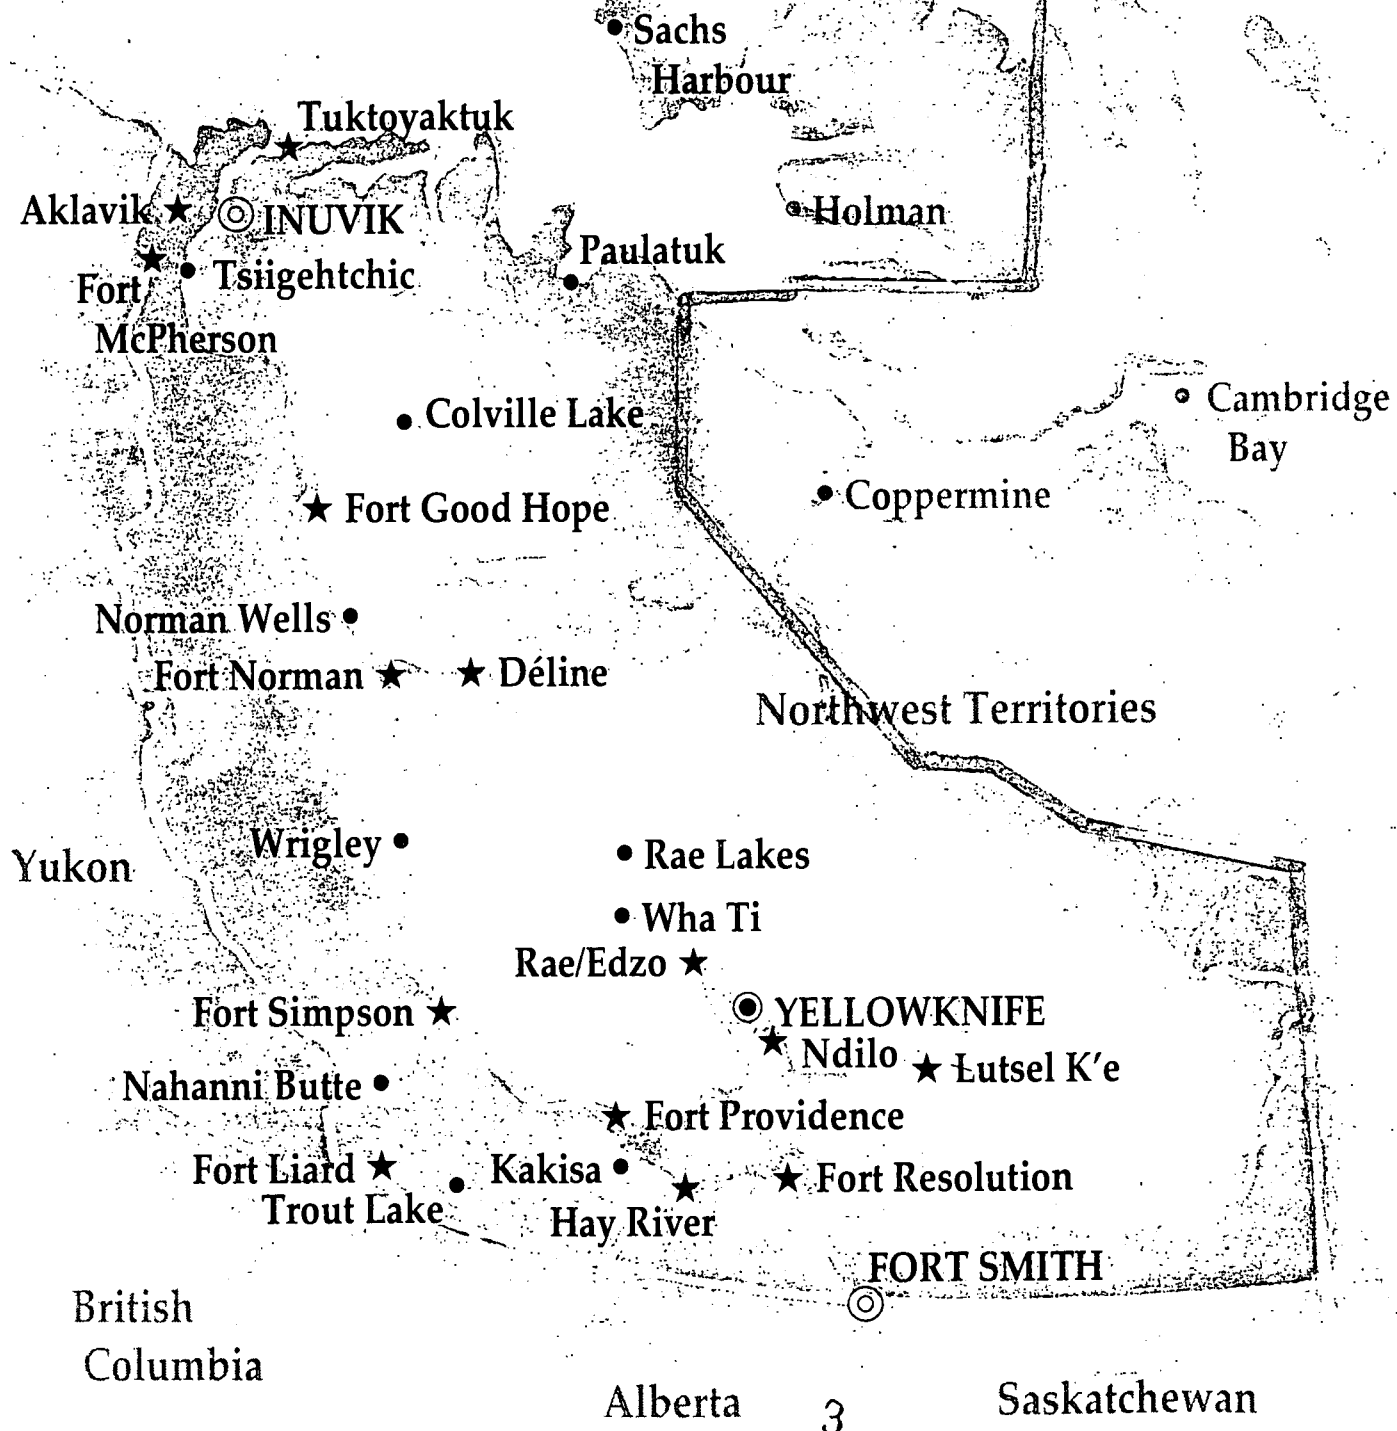 Sachs
Harbour
Tuktoyaktuk
Aklavik
INUVIK
Holman
Paulatuk
Tsiigehtchic
Fort
McPherson
Cambridge
Bay
Colville Lake
Coppermine
Fort Good Hope
Norman Wells
Fort Norman
Déline
Northwest Territories
Wrigley
Rae Lakes
Yukon
Wha Ti
Rae/Edzo
Fort Simpson
YELLOWKNIFE
Ndilo
Łutsel K'e
Nahanni Butte
Fort Providence
Fort Liard
Kakisa
Fort Resolution
Trout Lake
Hay River
FORT SMITH
British
Columbia
Alberta
3
Saskatchewan